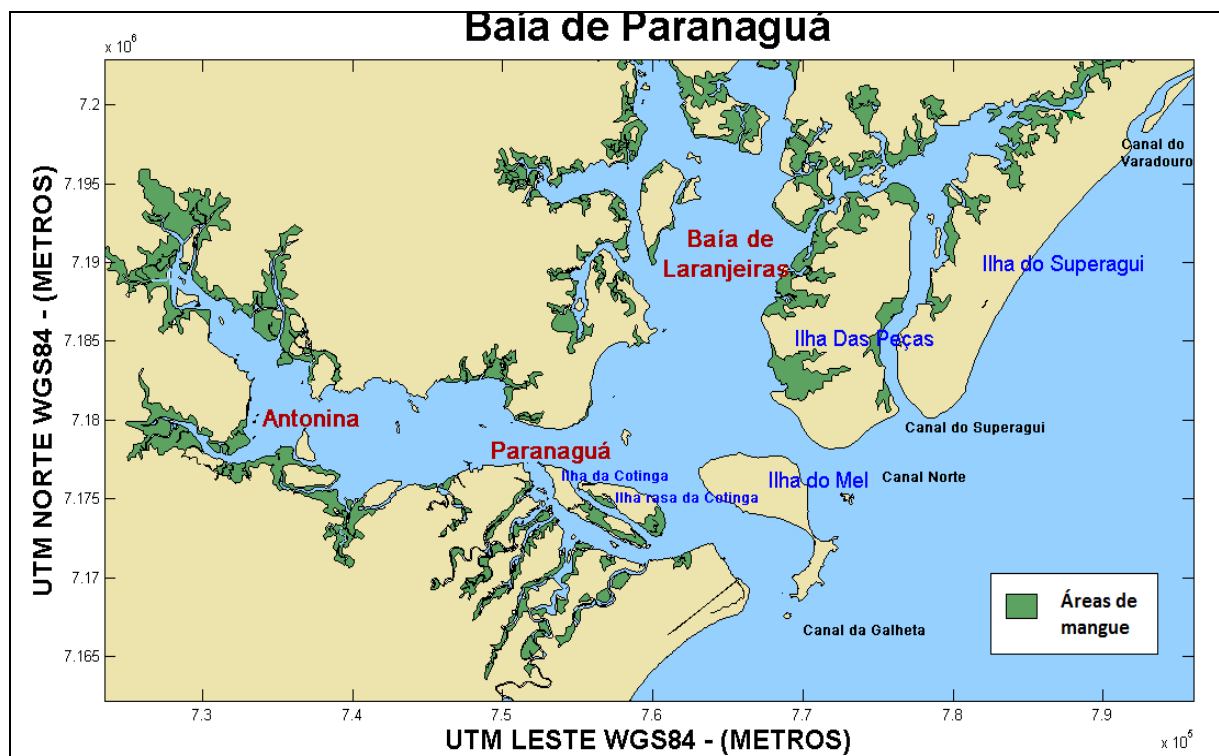 Baía de Paranaguá
x 10⁶
7.2
7.195
7.19
7.185
7.18
7.175
7.17
7.165
UTM NORTE WGS84 - (METROS)
Canal do
Varadouro
Baía de
Laranjeiras
Ilha do Superagui
Ilha Das Peças
Antonina
Canal do Superagui
Paranaguá
Ilha da Cotinga
Ilha do Mel
Canal Norte
Ilha rasa da Cotinga
Áreas de
mangue
Canal da Galheta
7.3
7.4
7.5
7.6
7.7
7.8
7.9
UTM LESTE WGS84 - (METROS)
x 10⁵